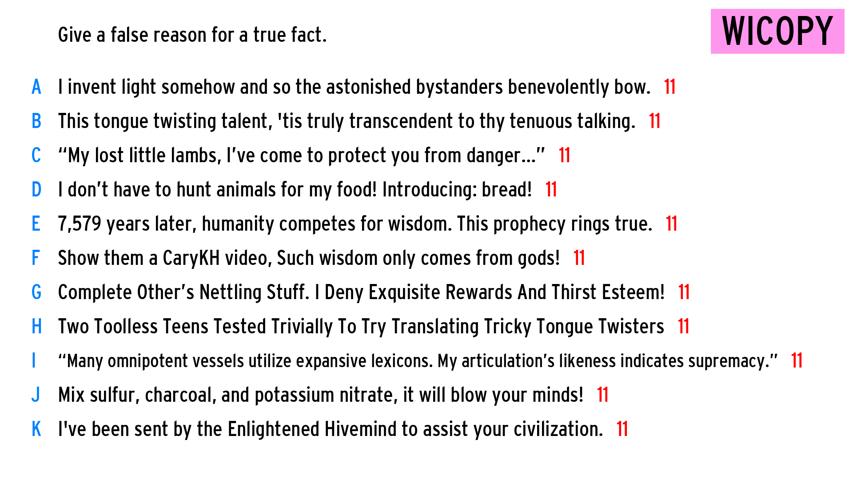 Give a false reason for a true fact.
WICOPY
A I invent light somehow and so the astonished bystanders benevolently bow. 11
B This tongue twisting talent, 'tis truly transcendent to thy tenuous talking. 11
C “My lost little lambs, I’ve come to protect you from danger...” 11
D I don’t have to hunt animals for my food! Introducing: bread! 11
E 7,579 years later, humanity competes for wisdom. This prophecy rings true. 11
F Show them a CaryKH video, Such wisdom only comes from gods! 11
G Complete Other’s Nettling Stuff. I Deny Exquisite Rewards And Thirst Esteem! 11
H Two Toolless Teens Tested Trivially To Try Translating Tricky Tongue Twisters 11
I “Many omnipotent vessels utilize expansive lexicons. My articulation’s likeness indicates supremacy.” 11
J Mix sulfur, charcoal, and potassium nitrate, it will blow your minds! 11
K I've been sent by the Enlightened Hivemind to assist your civilization. 11